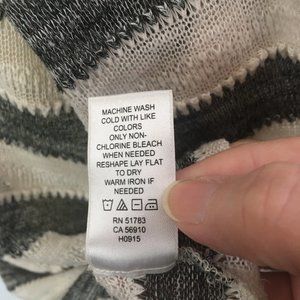 MACHINE WASH
COLD WITH LIKE
COLORS
ONLY NON-
CHLORINE BLEACH
WHEN NEEDED
RESHAPE LAY FLAT
TO DRY
WARM IRON IF
NEEDED
RN 51783
CA 56910
H0915